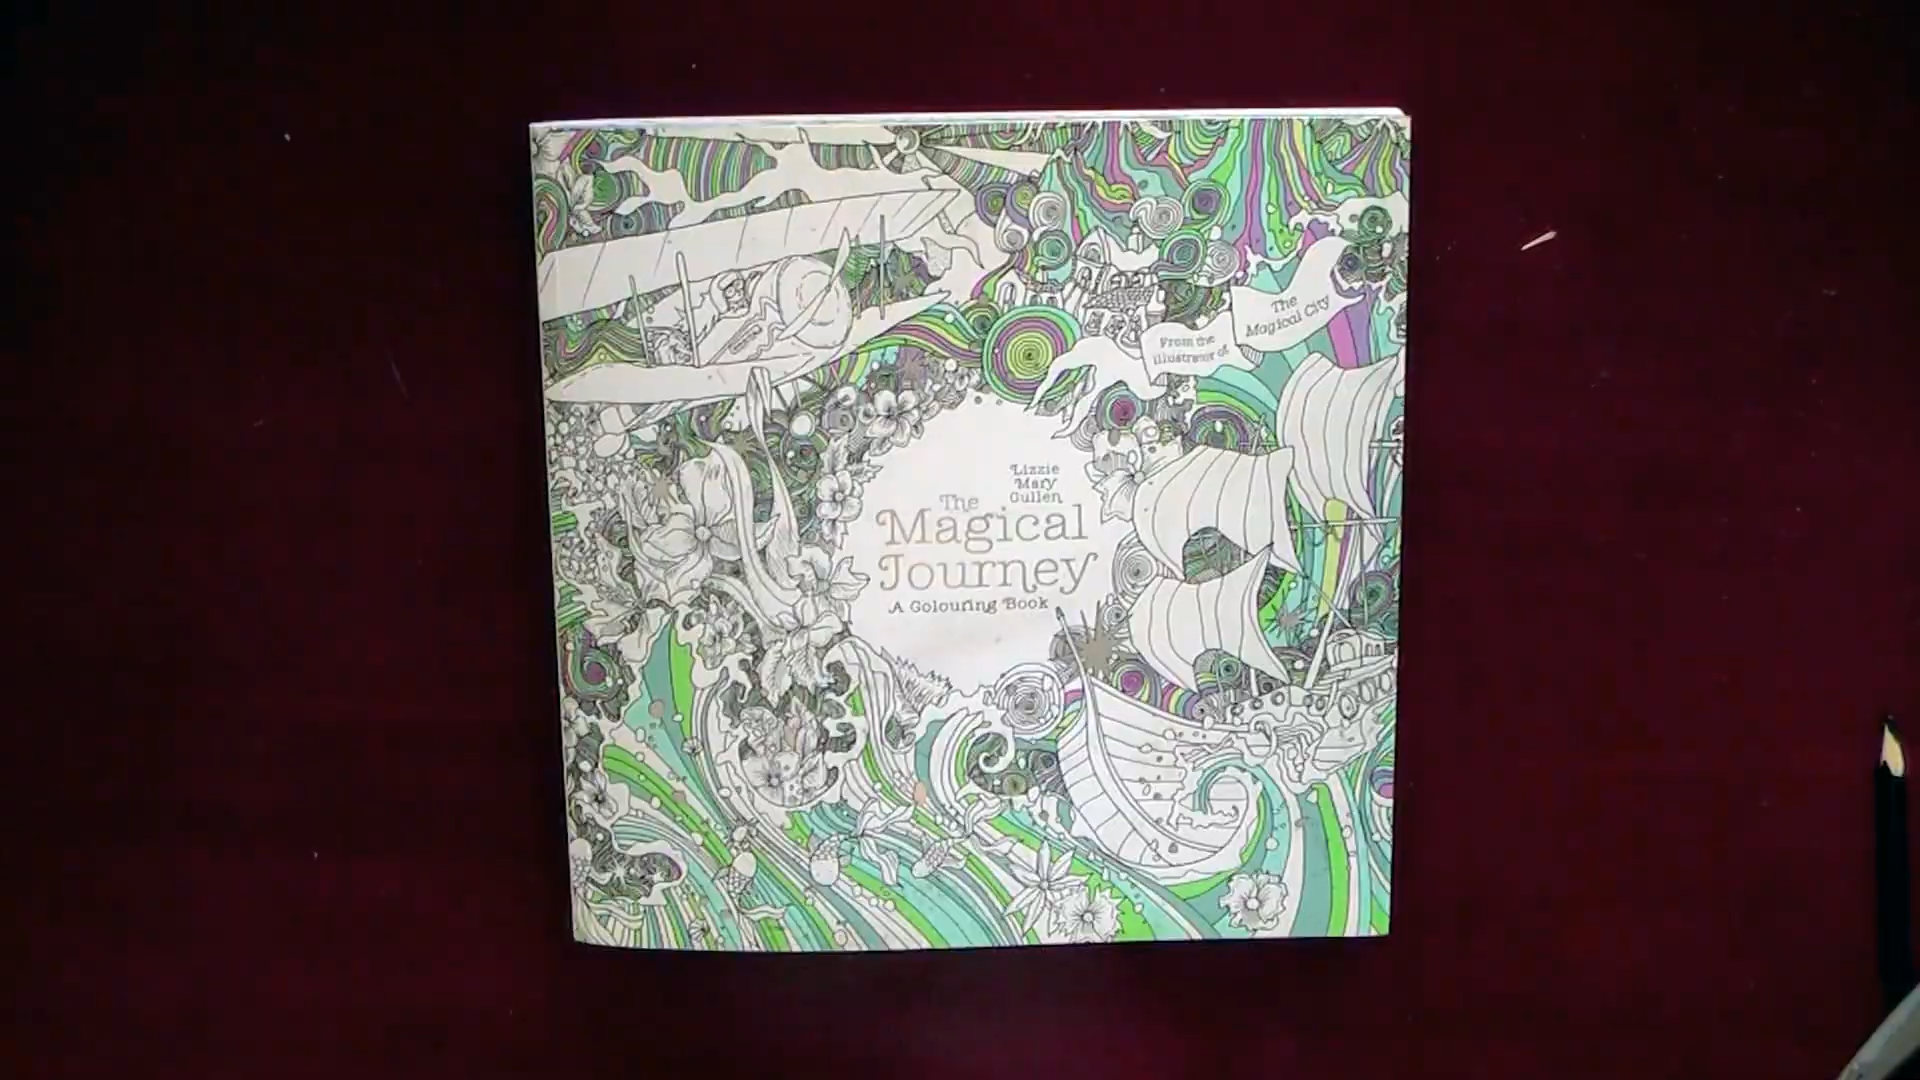 From the
illustrator of
The
Magical City
Lizzie
Mary
Cullen
The
Magical
Journey
A Colouring Book